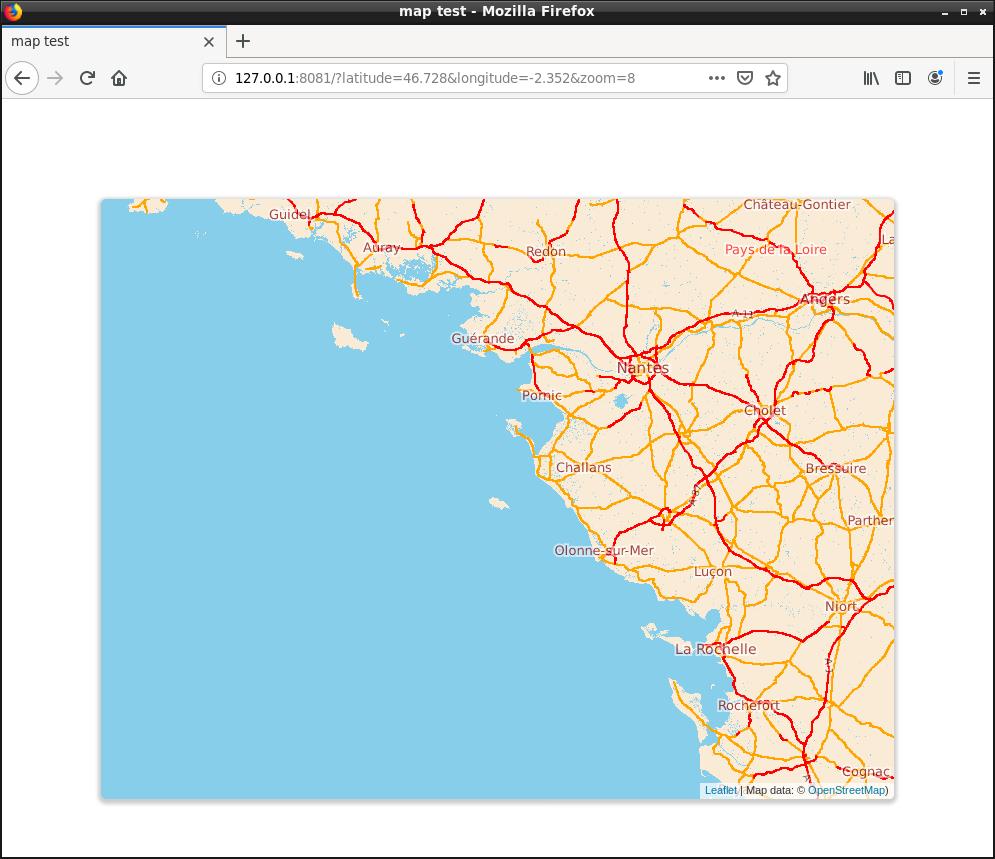 map test - Mozilla Firefox
map test
127.0.0.1:8081/?latitude=46.728&longitude=-2.352&zoom=8
Château-Gontier
Guidel
La
Auray
Redon
Pays de la Loire
Angers
A 11
Guérande
Nantes
Pornic
Cholet
Challans
Bressuire
A 87
Parther
Olonne-sur-Mer
Luçon
Niort
La Rochelle
Rochefort
Cognac
Leaflet | Map data: © OpenStreetMap)